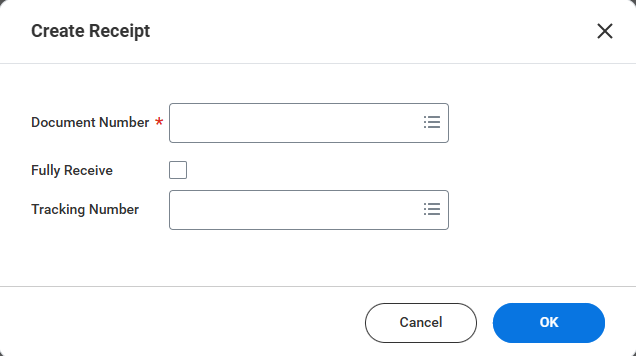 Create Receipt
Document Number *
Fully Receive
Tracking Number
Cancel
OK